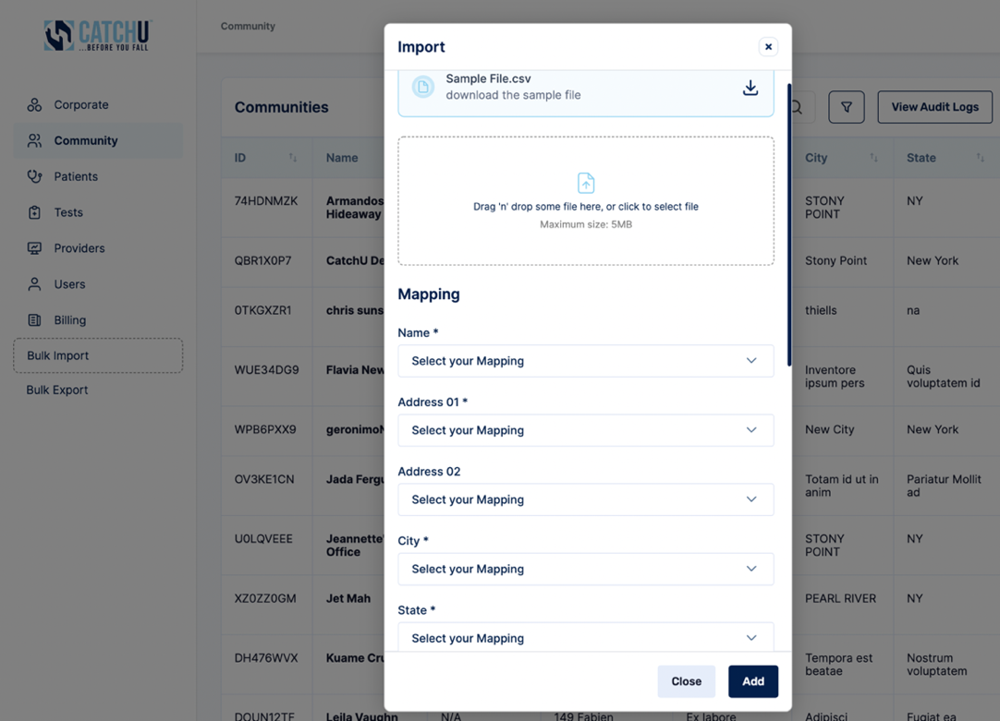 CATCHU
...BEFORE YOU FALL
Community
Corporate
Community
Patients
Tests
Providers
Users
Billing
Bulk Import
Bulk Export
Communities
View Audit Logs
ID
Name
City
State
74HDNMZK
Armandos
Hideaway
STONY
POINT
NY
QBR1X0P7
CatchU De
Stony Point
New York
0TKGXZR1
chris suns
thiells
na
WUE34DG9
Flavia New
Inventore
ipsum pers
Quis
voluptatem id
WPB6PXX9
geronimoN
New City
New York
OV3KE1CN
Jada Fergu
Totam id ut in
anim
Pariatur Mollit
ad
U0LQVEEE
Jeannette'
Office
STONY
POINT
NY
XZ0ZZ0GM
Jet Mah
PEARL RIVER
NY
DH476WVX
Kuame Cru
Tempora est
beatae
Nostrum
voluptatem
DOUN12TE
Leila Vaughn
N/A
149 Fabien
Ex labore
Adipisci
Fugiat ea
Import
Sample File.csv
download the sample file
Drag 'n' drop some file here, or click to select file
Maximum size: 5MB
Mapping
Name *
Select your Mapping
Address 01 *
Select your Mapping
Address 02
Select your Mapping
City *
Select your Mapping
State *
Select your Mapping
Close
Add